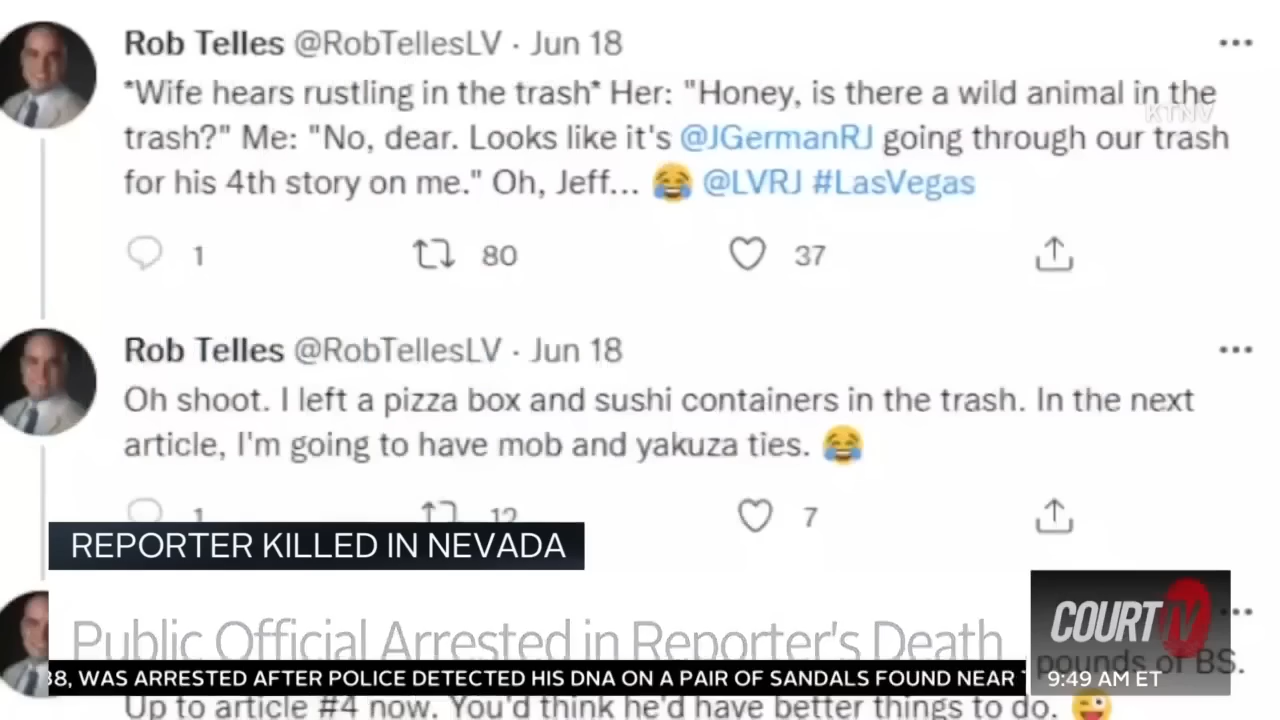 Rob Telles @RobTellesLV · Jun 18
*Wife hears rustling in the trash* Her: "Honey, is there a wild animal in the
KTNV
trash?" Me: "No, dear. Looks like it's @JGermanRJ going through our trash
for his 4th story on me." Oh, Jeff... 😂 @LVRJ #LasVegas
1 80 37
Rob Telles @RobTellesLV · Jun 18
Oh shoot. I left a pizza box and sushi containers in the trash. In the next
article, I'm going to have mob and yakuza ties. 😂
1 12 7
REPORTER KILLED IN NEVADA
Public Official Arrested in Reporter's Death
COURT TV
pounds of BS.
38, WAS ARRESTED AFTER POLICE DETECTED HIS DNA ON A PAIR OF SANDALS FOUND NEAR
9:49 AM ET
Up to article #4 now. You'd think he'd have better things to do. 😜